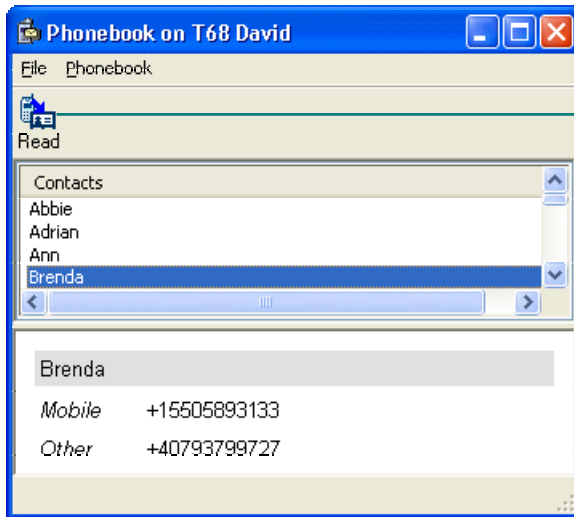 Phonebook on T68 David
File Phonebook
Read
Contacts
Abbie
Adrian
Ann
Brenda
Brenda
Mobile +15505893133
Other +40793799727